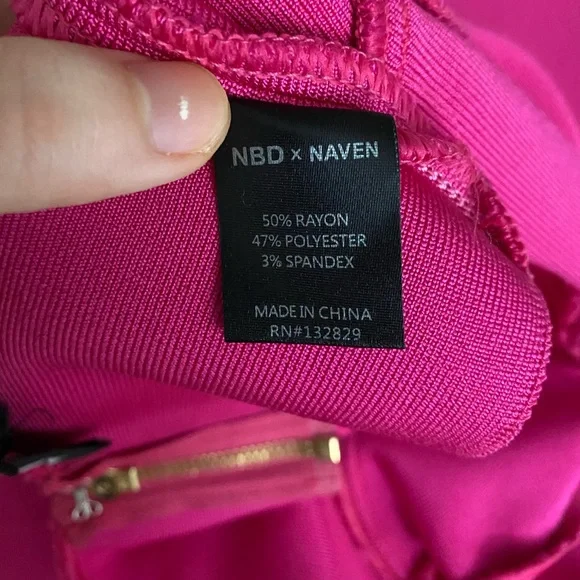 NBD x NAVEN
50% RAYON
47% POLYESTER
3% SPANDEX
MADE IN CHINA
RN#132829